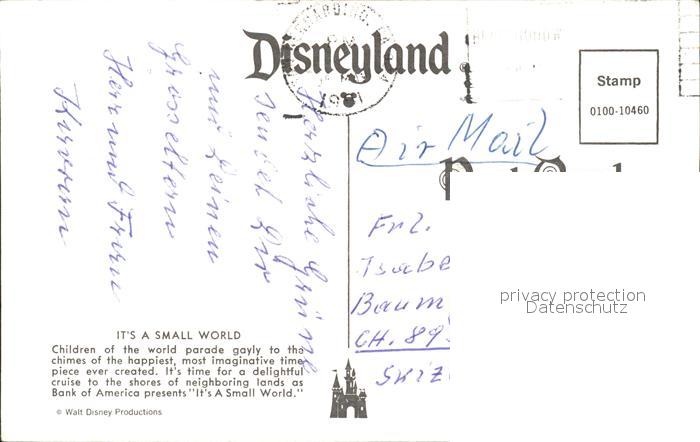 Disneyland
Stamp
0100-10460
Air Mail
Herzliche Grüsse
sendet Dir
mit Deinen
Grosseltern
Herr und Frau
Frl.
Isabe
Baum
CH. 89
privacy protection
Datenschutz
IT'S A SMALL WORLD
Children of the world parade gayly to the
chimes of the happiest, most imaginative time
piece ever created. It's time for a delightful
cruise to the shores of neighboring lands as
Bank of America presents "It's A Small World."
© Walt Disney Productions